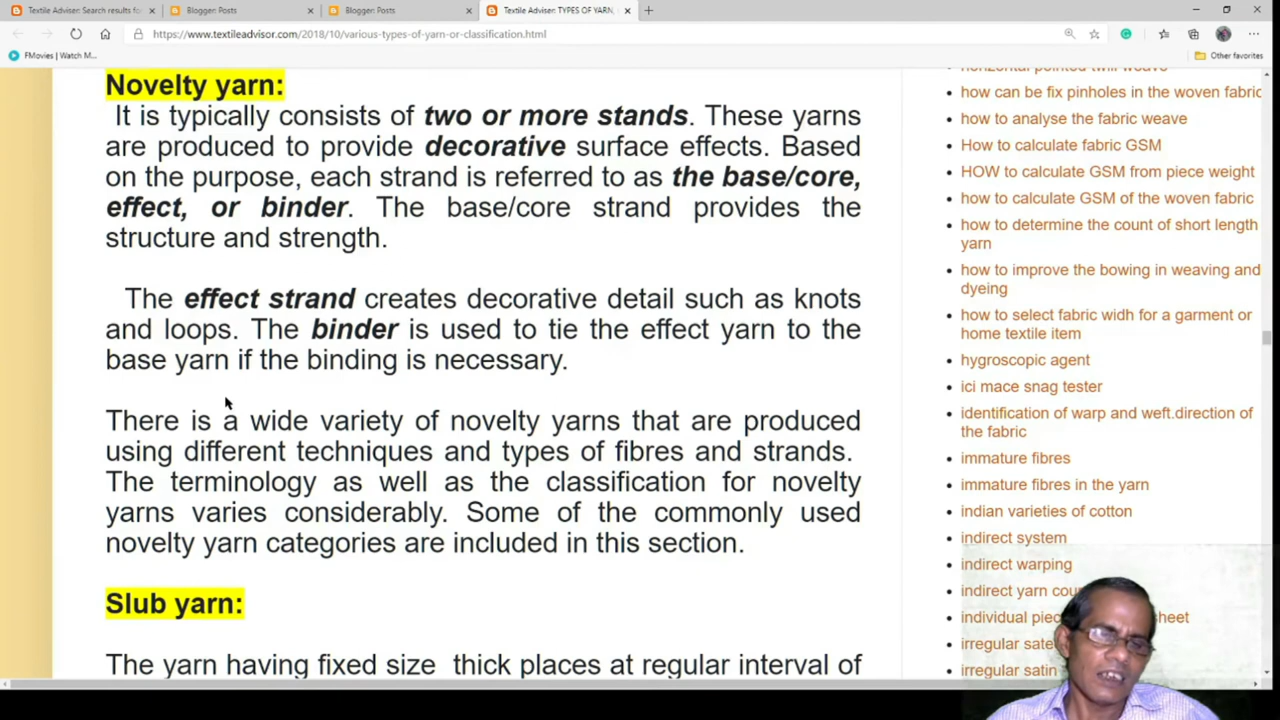 Textile Adviser: Search results fo
Blogger: Posts
Blogger: Posts
Textile Adviser: TYPES OF YARN,
https://www.textileadvisor.com/2018/10/various-types-of-yarn-or-classification.html
FMovies | Watch M...
Other favorites
Novelty yarn:
It is typically consists of two or more stands. These yarns
are produced to provide decorative surface effects. Based
on the purpose, each strand is referred to as the base/core,
effect, or binder. The base/core strand provides the
structure and strength.
The effect strand creates decorative detail such as knots
and loops. The binder is used to tie the effect yarn to the
base yarn if the binding is necessary.
There is a wide variety of novelty yarns that are produced
using different techniques and types of fibres and strands.
The terminology as well as the classification for novelty
yarns varies considerably. Some of the commonly used
novelty yarn categories are included in this section.
Slub yarn:
The yarn having fixed size thick places at regular interval of
horizontal pointed twill weave
how can be fix pinholes in the woven fabric
how to analyse the fabric weave
How to calculate fabric GSM
HOW to calculate GSM from piece weight
how to calculate GSM of the woven fabric
how to determine the count of short length
yarn
how to improve the bowing in weaving and
dyeing
how to select fabric widh for a garment or
home textile item
hygroscopic agent
ici mace snag tester
identification of warp and weft.direction of
the fabric
immature fibres
immature fibres in the yarn
indian varieties of cotton
indirect system
indirect warping
indirect yarn cou
individual piec sheet
irregular sate
irregular satin